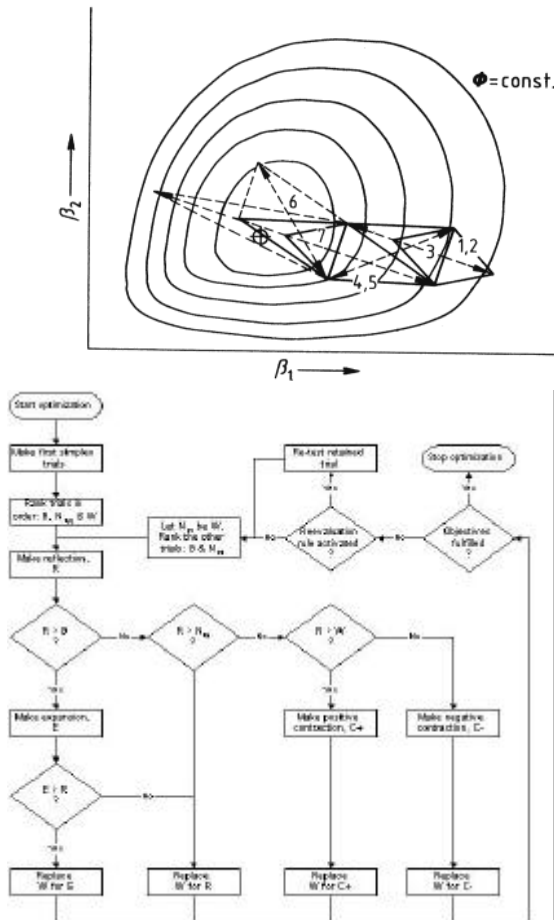 Φ=const.
β₂
6
7
3
1,2
4,5
β₁
Start optimization
Make first simplex
trials
Rank trials in
order: B, Nw & W
Make reflection,
R
Let Nw be W.
Rank the other
trials: B & Nw
Re-test retained
trial
Yes
Reevaluation
rule activated
?
No
Stop optimization
Yes
Objectives
fulfilled
?
No
R > B
?
No
R > Nw
?
No
R > W
?
No
Yes
Yes
Make expansion,
E
Make positive
contraction, C+
Make negative
contraction, C-
E > R
?
No
Yes
Replace
W for E
Replace
W for R
Replace
W for C+
Replace
W for C-